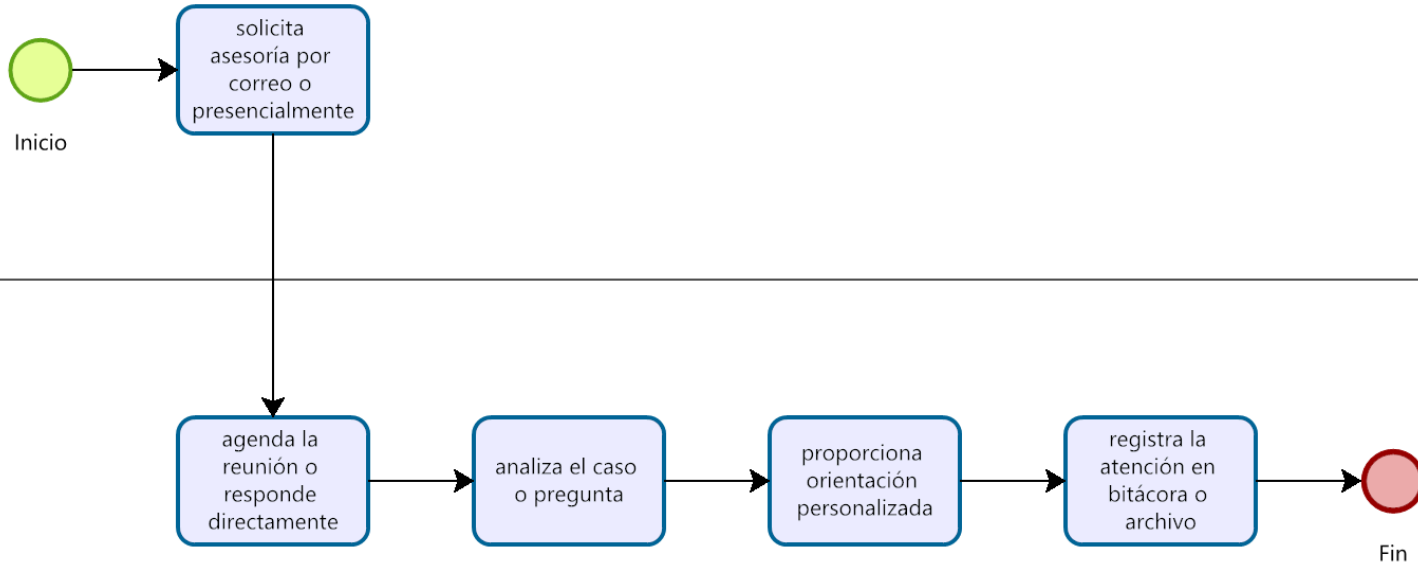 solicita
asesoría por
correo o
presencialmente
Inicio
agenda la
reunión o
responde
directamente
analiza el caso
o pregunta
proporciona
orientación
personalizada
registra la
atención en
bitácora o
archivo
Fin